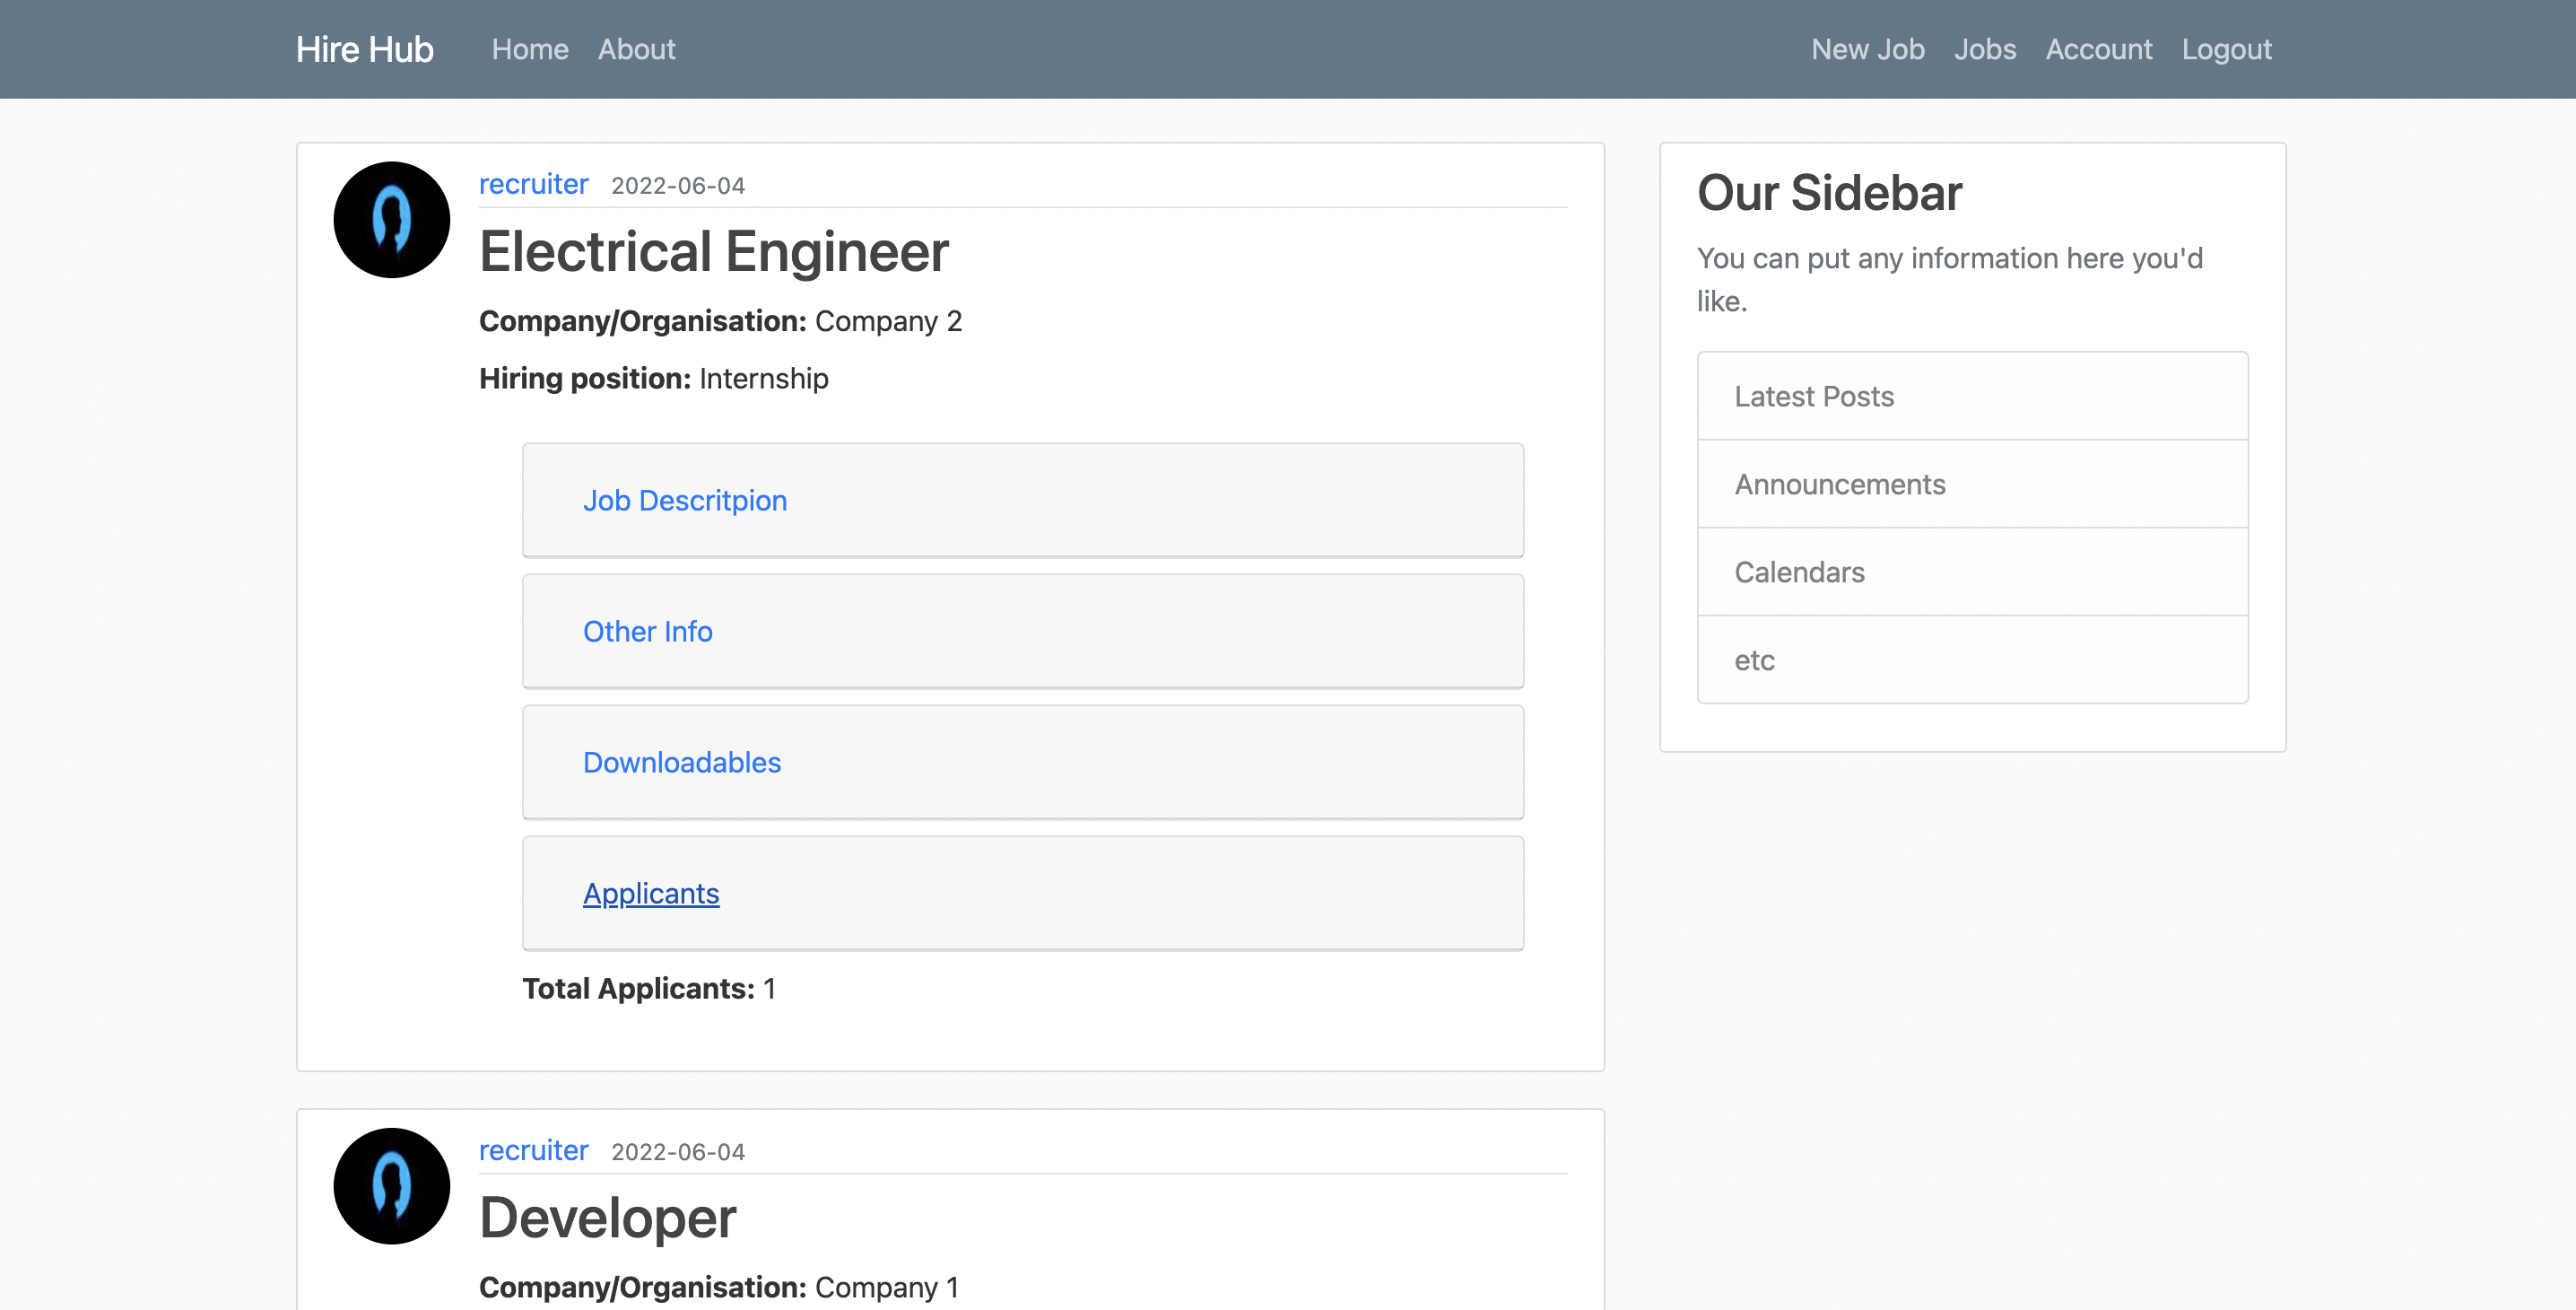 Hire Hub Home About New Job Jobs Account Logout
recruiter 2022-06-04
Electrical Engineer
Company/Organisation: Company 2
Hiring position: Internship
Job Descritpion
Other Info
Downloadables
Applicants
Total Applicants: 1
recruiter 2022-06-04
Developer
Company/Organisation: Company 1
Our Sidebar
You can put any information here you'd
like.
Latest Posts
Announcements
Calendars
etc